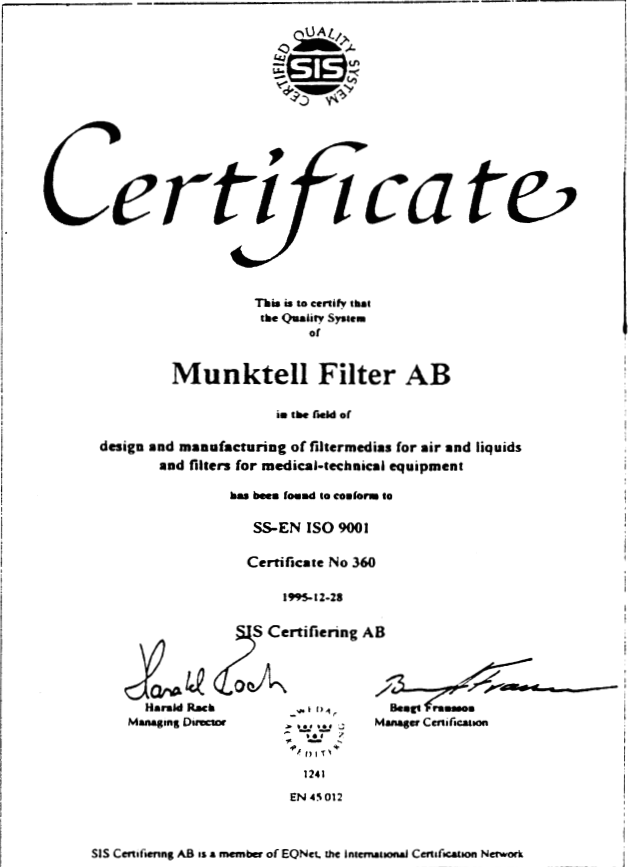 CERTIFIED QUALITY SYSTEM
SIS
Certificate
This is to certify that
the Quality System
of
Munktell Filter AB
in the field of
design and manufacturing of filtermedias for air and liquids
and filters for medical-technical equipment
has been found to conform to
SS-EN ISO 9001
Certificate No 360
1995-12-28
SIS Certifiering AB
Harald Rach
Managing Director
Bengt Fransson
Manager Certification
SWEDAC
ACKREDITERING
1241
EN 45 012
SIS Certifiering AB is a member of EQNet, the International Certification Network